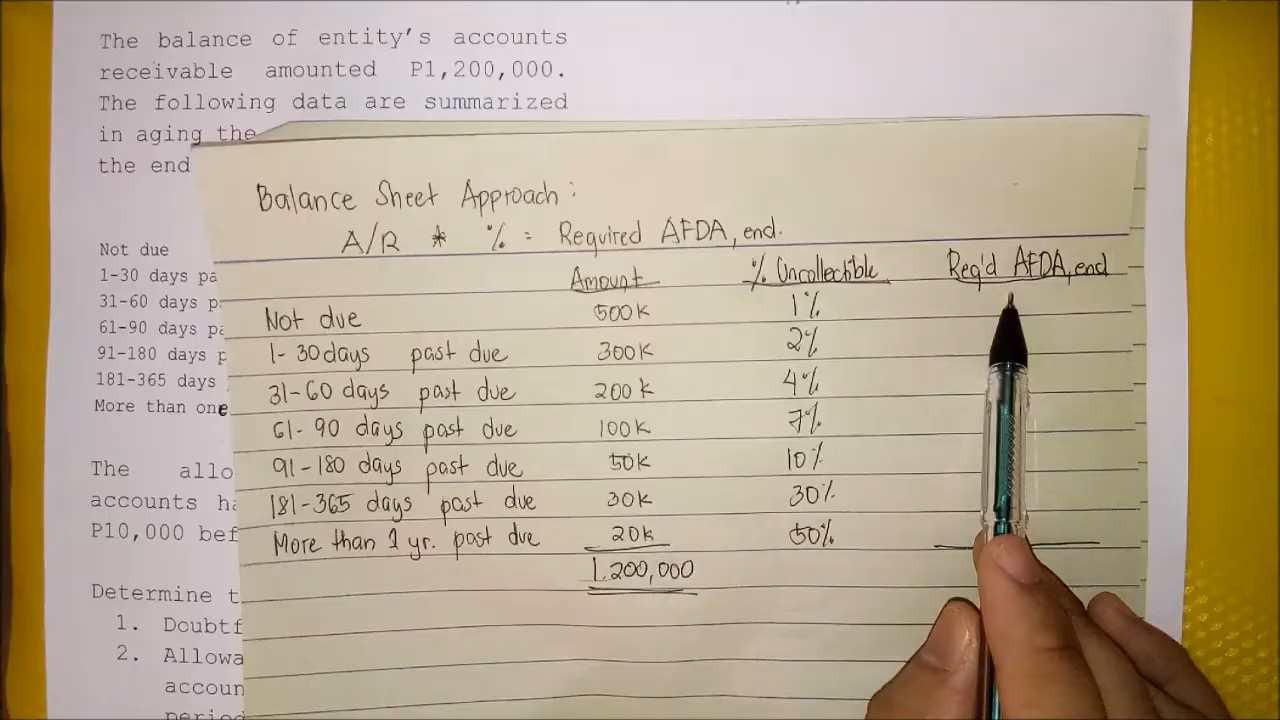 The balance of entity's accounts
receivable amounted P1,200,000.
The following data are summarized
in aging the
the end
Balance Sheet Approach:
A/R * % = Required AFDA, end.
Amount % Uncollectible Req'd AFDA, end
Not due 500K 1%
1-30 days past due 300K 2%
31-60 days past due 200K 4%
61-90 days past due 100K 7%
91-180 days past due 50K 10%
181-365 days past due 30K 30%
More than 1 yr. past due 20K 50%
1,200,000
Not due
1-30 days pa
31-60 days p
61-90 days pa
91-180 days p
181-365 days
More than one
The allo
accounts ha
P10,000 bef
Determine t
1. Doubtf
2. Allowa
accoun
period